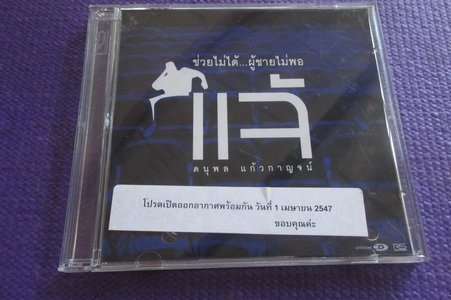 ช่วยไม่ได้...ผู้ชายไม่พอ
แจ้
ดนุพล แก้วกาญจน์
โปรดเปิดออกอากาศพร้อมกัน วันที่ 1 เมษายน 2547
ขอบคุณค่ะ